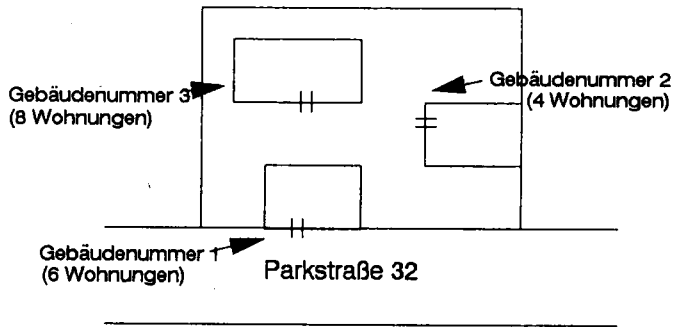 Gebäudenummer 3
(8 Wohnungen)
Gebäudenummer 2
(4 Wohnungen)
Gebäudenummer 1
(6 Wohnungen)
Parkstraße 32